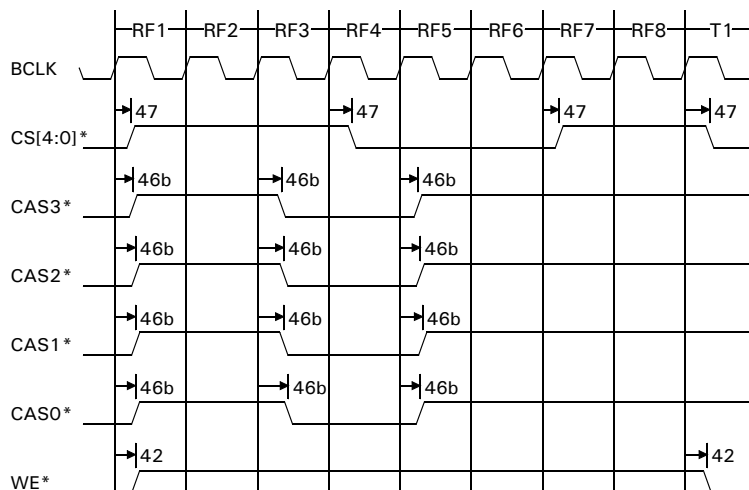 RF1 RF2 RF3 RF4 RF5 RF6 RF7 RF8 T1
BCLK
47 47 47 47
CS[4:0]*
46b 46b 46b
CAS3*
46b 46b 46b
CAS2*
46b 46b 46b
CAS1*
46b 46b 46b
CAS0*
42 42
WE*